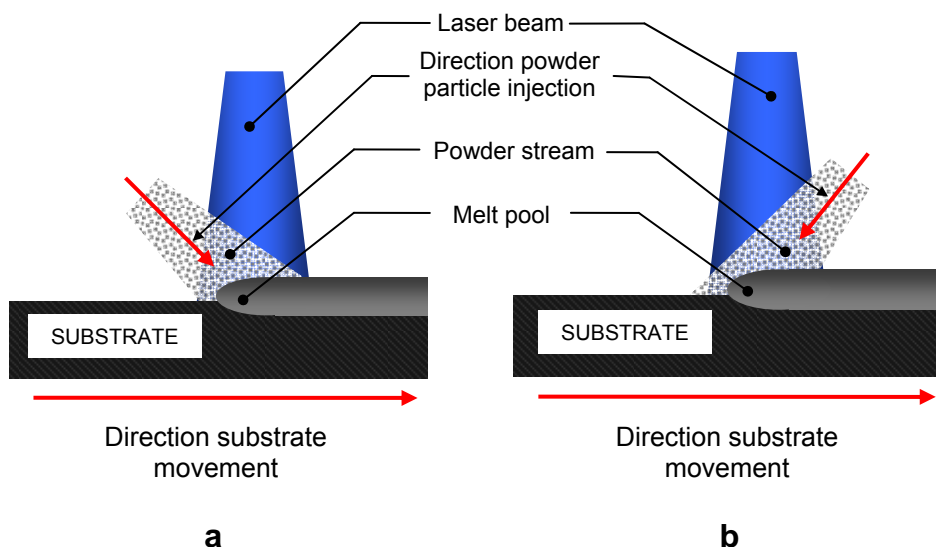 Laser beam
Direction powder
particle injection
Powder stream
Melt pool
SUBSTRATE
SUBSTRATE
Direction substrate
movement
Direction substrate
movement
a
b